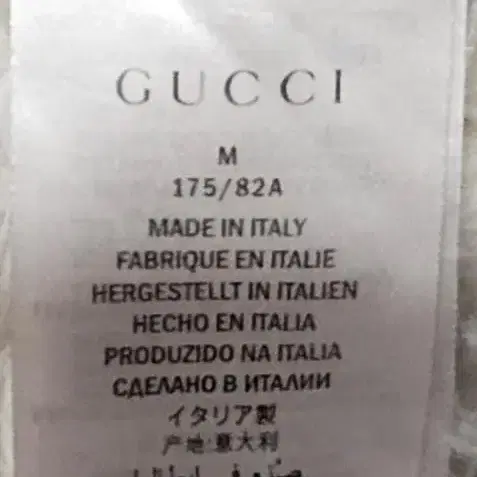 GUCCI
M
175/82A
MADE IN ITALY
FABRIQUE EN ITALIE
HERGESTELLT IN ITALIEN
HECHO EN ITALIA
PRODUZIDO NA ITALIA
СДЕЛАНО В ИТАЛИИ
イタリア製
产地:意大利